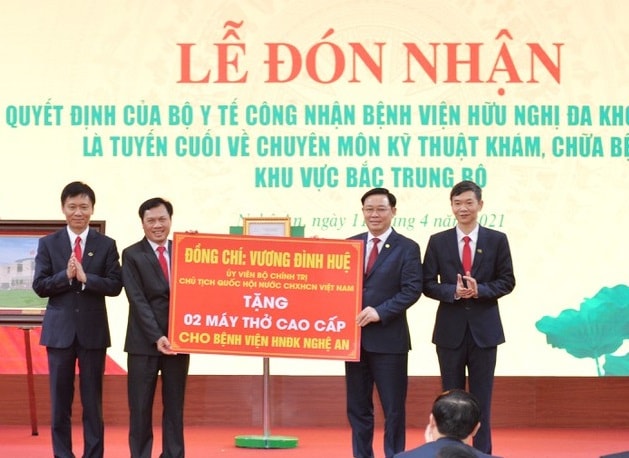 LỄ ĐÓN NHẬN
QUYẾT ĐỊNH CỦA BỘ Y TẾ CÔNG NHẬN BỆNH VIỆN HỮU NGHỊ ĐA
LÀ TUYẾN CUỐI VỀ CHUYÊN MÔN KỸ THUẬT KHÁM, CHỮA
KHU VỰC BẮC TRUNG BỘ
4 2021
ĐỒNG CHÍ: VƯƠNG ĐÌNH HUỆ
ỦY VIÊN BỘ CHÍNH TRỊ
CHỦ TỊCH QUỐC HỘI NƯỚC CHXHCN VIỆT NAM
TẶNG
02 MÁY THỞ CAO CẤP
CHO BỆNH VIỆN HNĐK NGHỆ AN